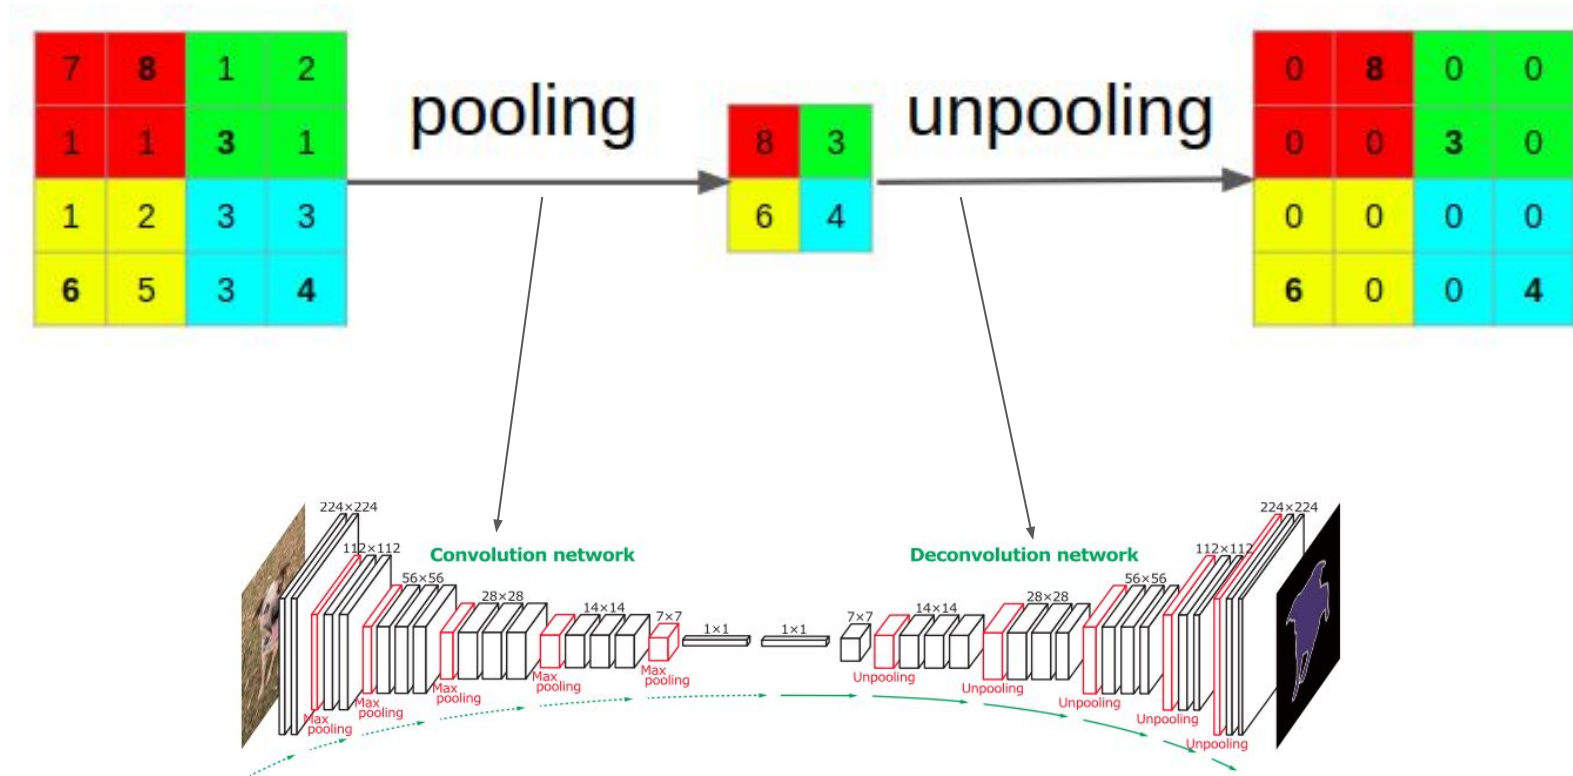 7 8 1 2
1 1 3 1
1 2 3 3
6 5 3 4
pooling
8 3
6 4
unpooling
0 8 0 0
0 0 3 0
0 0 0 0
6 0 0 4
Convolution network
224×224
112×112
56×56
28×28
14×14
7×7
1×1
Max
pooling
Max
pooling
Max
pooling
Max
pooling
Max
pooling
Deconvolution network
1×1
7×7
14×14
28×28
56×56
112×112
224×224
Unpooling
Unpooling
Unpooling
Unpooling
Unpooling